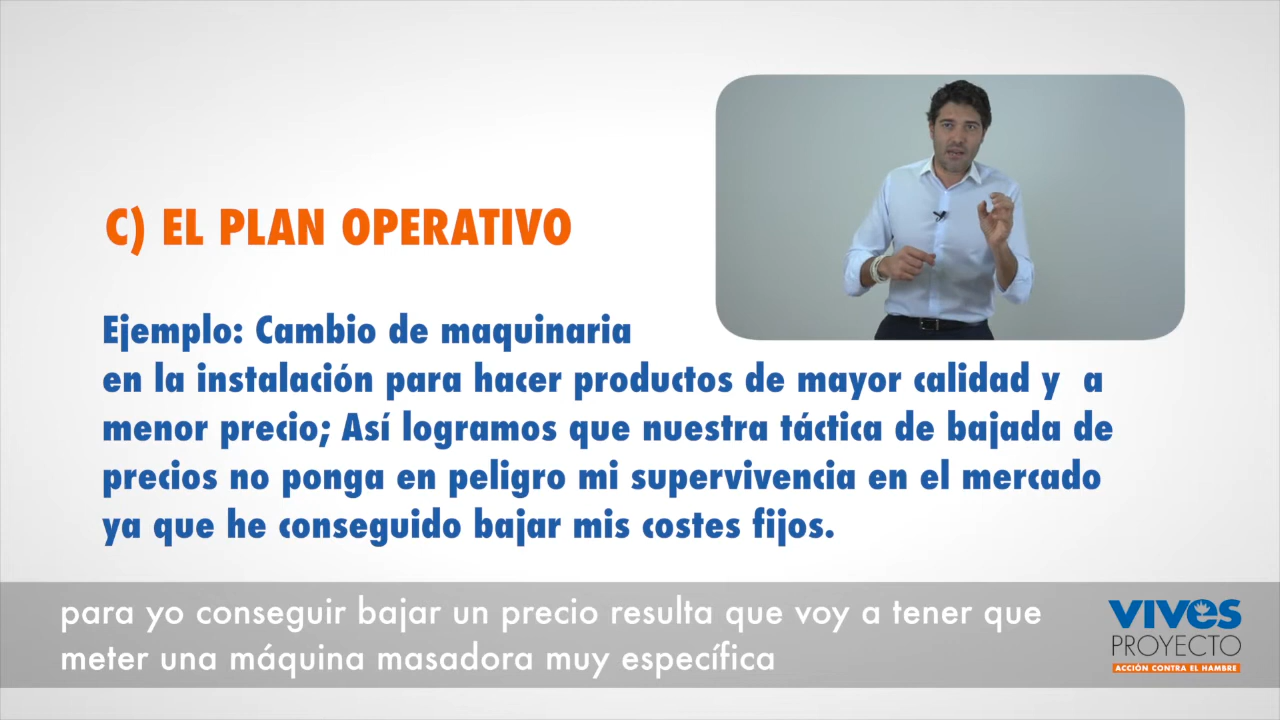 C) EL PLAN OPERATIVO
Ejemplo: Cambio de maquinaria
en la instalación para hacer productos de mayor calidad y a
menor precio; Así logramos que nuestra táctica de bajada de
precios no ponga en peligro mi supervivencia en el mercado
ya que he conseguido bajar mis costes fijos.
para yo conseguir bajar un precio resulta que voy a tener que
meter una máquina masadora muy específica
VIVES
PROYECTO
ACCIÓN CONTRA EL HAMBRE